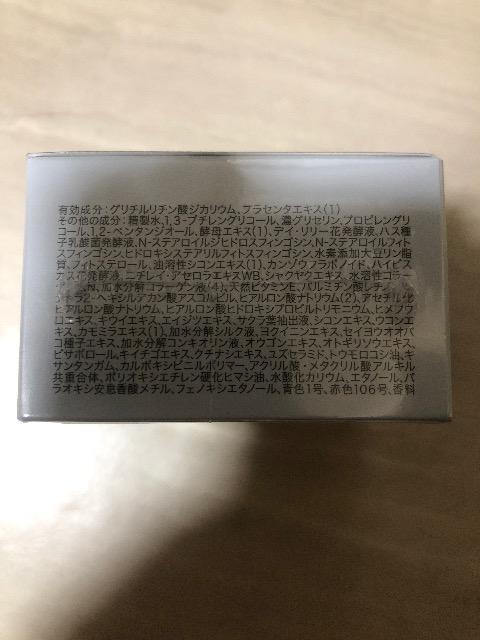 有効成分:グリチルリチン酸ジカリウム、プラセンタエキス(1)
その他の成分:精製水、1,3-ブチレングリコール、濃グリセリン、プロピレングリ
コール、1,2-ペンタンジオール、酵母エキス(1)、デイ・リリー花発酵液、ハス種
子乳酸菌発酵液、N-ステアロイルジヒドロスフィンゴシン、N-ステアロイルフィト
スフィンゴシン、ヒドロキシステアリルフィトスフィンゴシン、水素添加大豆リン脂
質、フィトステロール、油溶性シコンエキス(1)、カンゾウフラボノイド、ハイビス
カス花発酵液、ニチレイ・アセロラエキスWB、シャクヤクエキス、水溶性コラー
N、加水分解コラーゲン液(4)、天然ビタミンE、パルミチン酸レチノ
テトラ2-ヘキシルデカン酸アスコルビル、ヒアルロン酸ナトリウム(2)、アセチル化
ヒアルロン酸ナトリウム、ヒアルロン酸ヒドロキシプロピルトリモニウム、ヒメフウ
ロエキス、キウイエキス、エイジツエキス、サクラ葉抽出液、シコンエキス、ウコンエ
キス、カモミラエキス(1)、加水分解シルク液、ヨクイニンエキス、セイヨウオオバ
コ種子エキス、加水分解コンキオリン液、オウゴンエキス、オトギリソウエキス、
ビサボロール、キイチゴエキス、クチナシエキス、ユズセラミド、トウモロコシ油、キ
サンタンガム、カルボキシビニルポリマー、アクリル酸・メタクリル酸アルキル
共重合体、ポリオキシエチレン硬化ヒマシ油、水酸化カリウム、エタノール、パ
ラオキシ安息香酸メチル、フェノキシエタノール、青色1号、赤色106号、香料